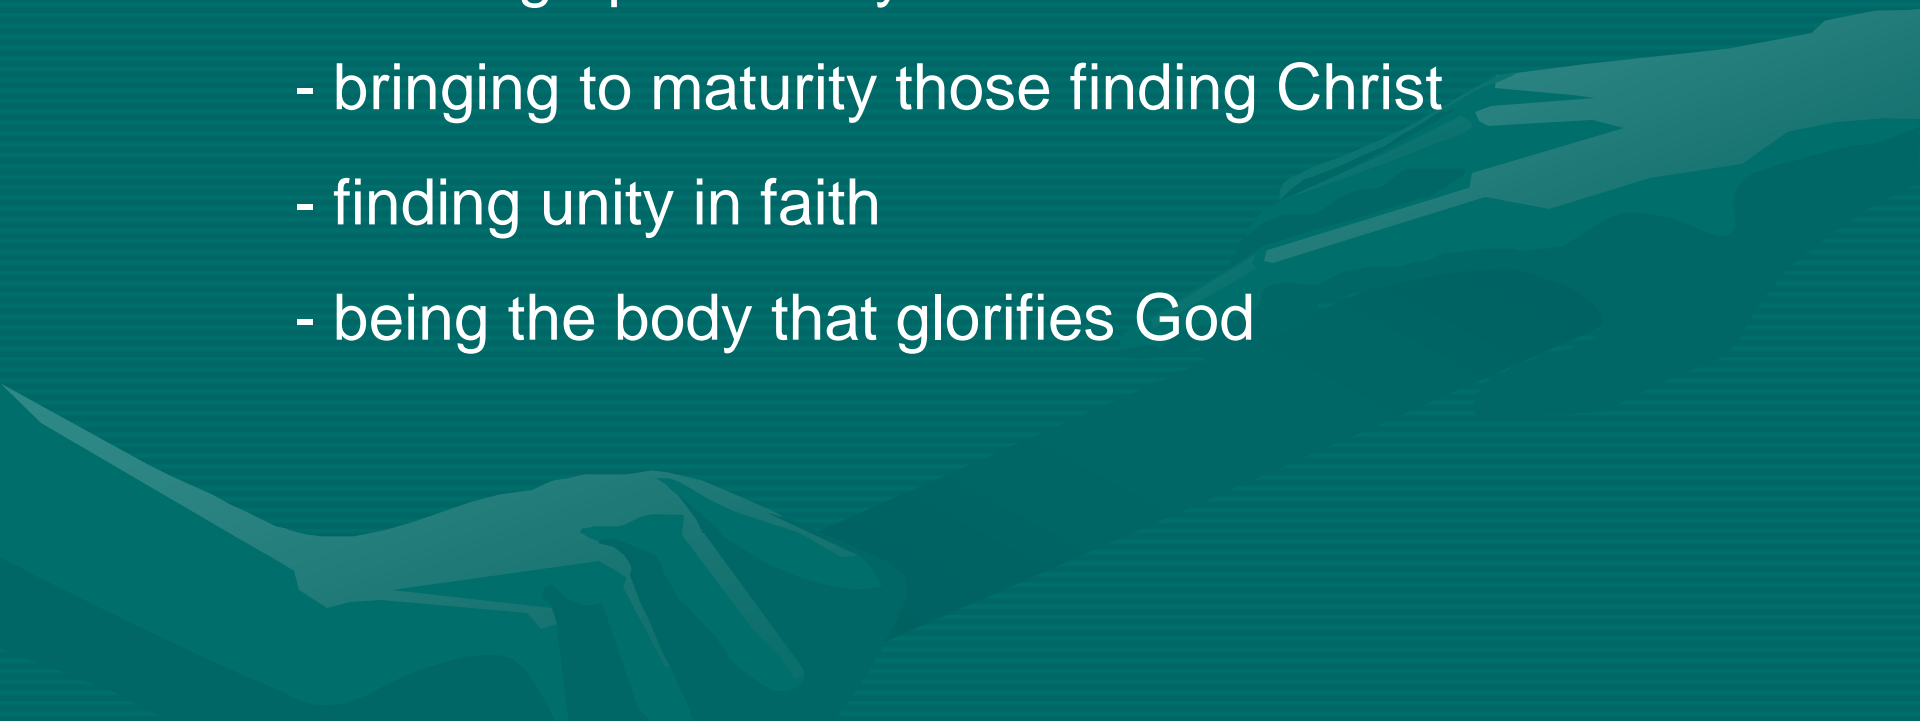 - bringing to maturity those finding Christ
- finding unity in faith
- being the body that glorifies God